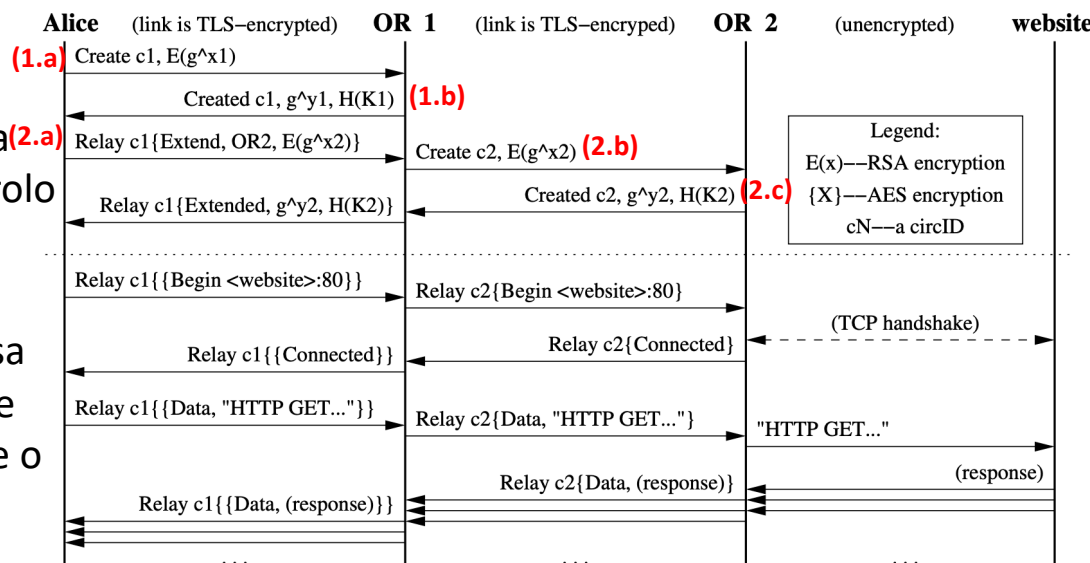 Alice (link is TLS-encrypted) OR 1 (link is TLS-encryped) OR 2 (unencrypted) website
(1.a) Create c1, E(g^x1)
Created c1, g^y1, H(K1) (1.b)
a(2.a) Relay c1{Extend, OR2, E(g^x2)}
Create c2, E(g^x2) (2.b)
Legend:
E(x)−−RSA encryption
{X}−−AES encryption
cN−−a circID
olo
Created c2, g^y2, H(K2) (2.c)
Relay c1{Extended, g^y2, H(K2)}
Relay c1{{Begin <website>:80}}
Relay c2{Begin <website>:80}
(TCP handshake)
sa
Relay c2{Connected}
Relay c1{{Connected}}
e
Relay c1{{Data, "HTTP GET..."}}
Relay c2{Data, "HTTP GET..."}
"HTTP GET..."
e o
(response)
Relay c2{Data, (response)}
Relay c1{{Data, (response)}}
. . . . . . . . .